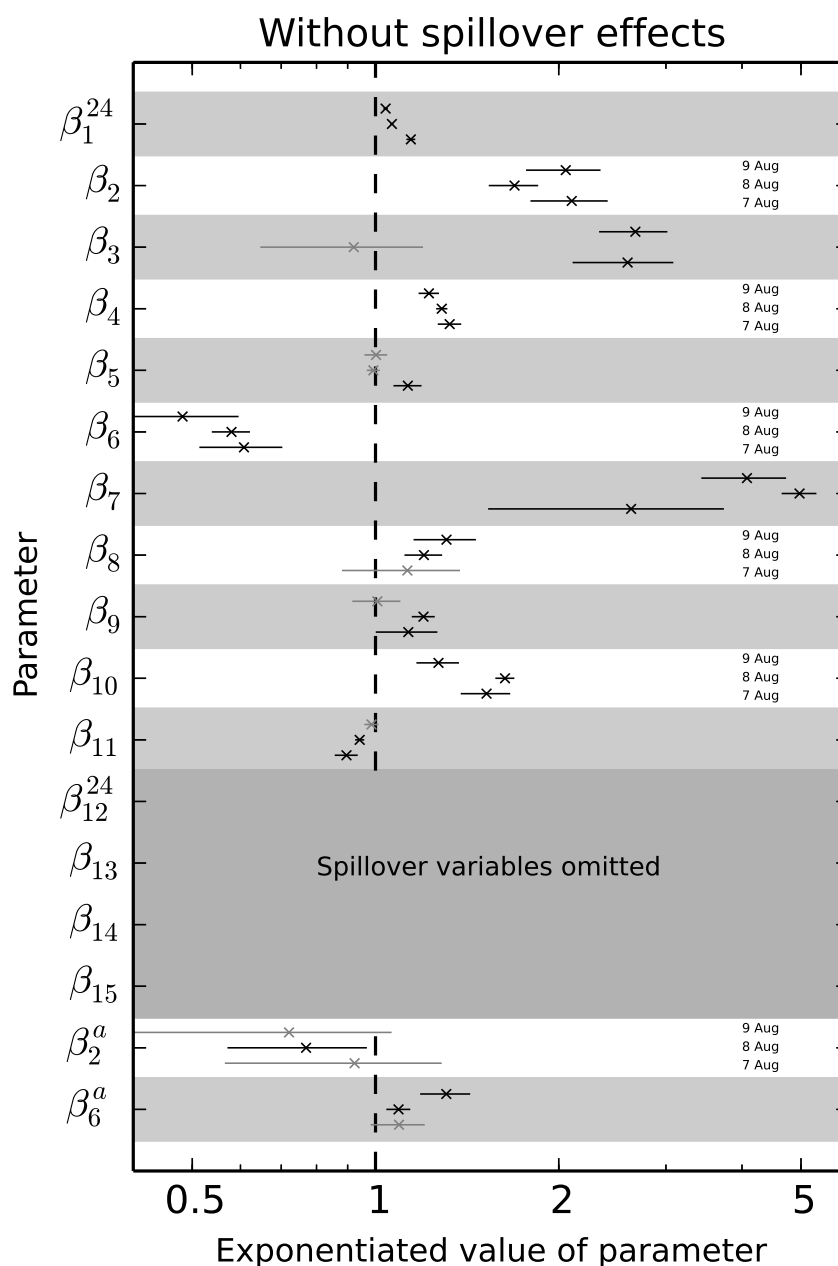 Without spillover effects
Parameter
β₁²⁴
β₂
9 Aug
8 Aug
7 Aug
β₃
β₄
9 Aug
8 Aug
7 Aug
β₅
β₆
9 Aug
8 Aug
7 Aug
β₇
β₈
9 Aug
8 Aug
7 Aug
β₉
β₁₀
9 Aug
8 Aug
7 Aug
β₁₁
β₁₂²⁴
β₁₃
Spillover variables omitted
β₁₄
β₁₅
β₂ᵃ
9 Aug
8 Aug
7 Aug
β₆ᵃ
0.5 1 2 5
Exponentiated value of parameter